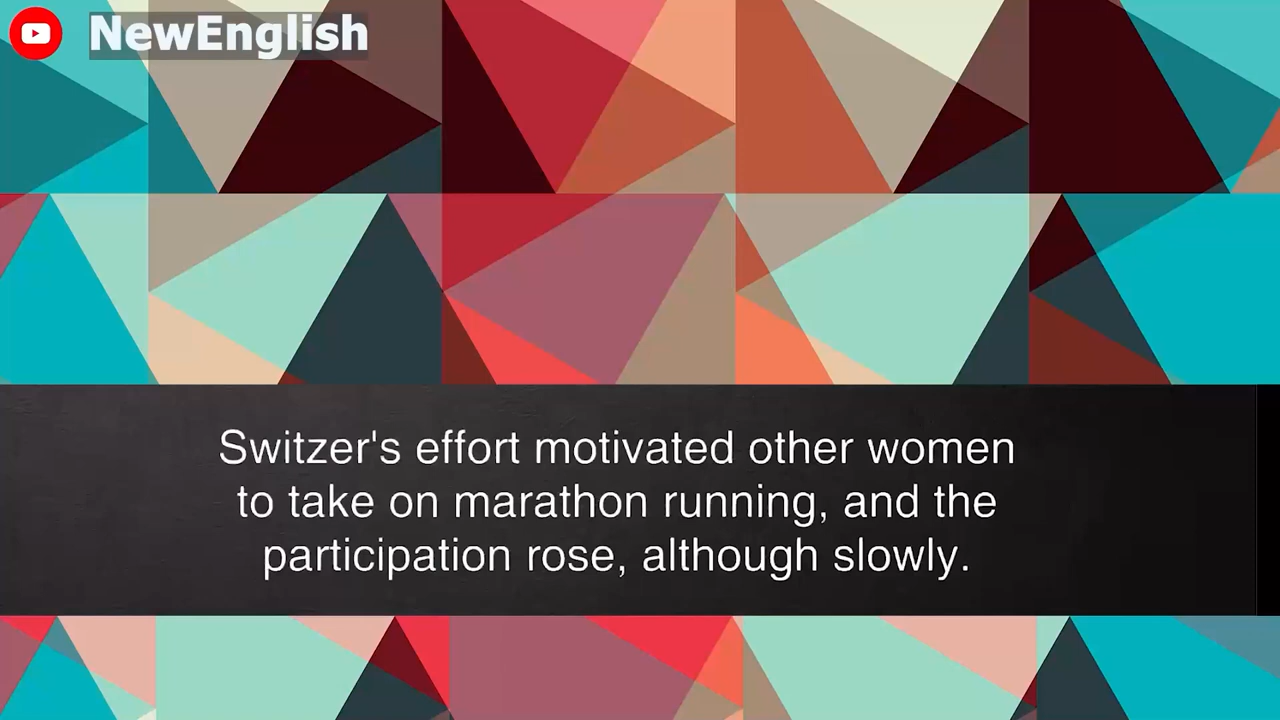 NewEnglish
Switzer's effort motivated other women
to take on marathon running, and the
participation rose, although slowly.